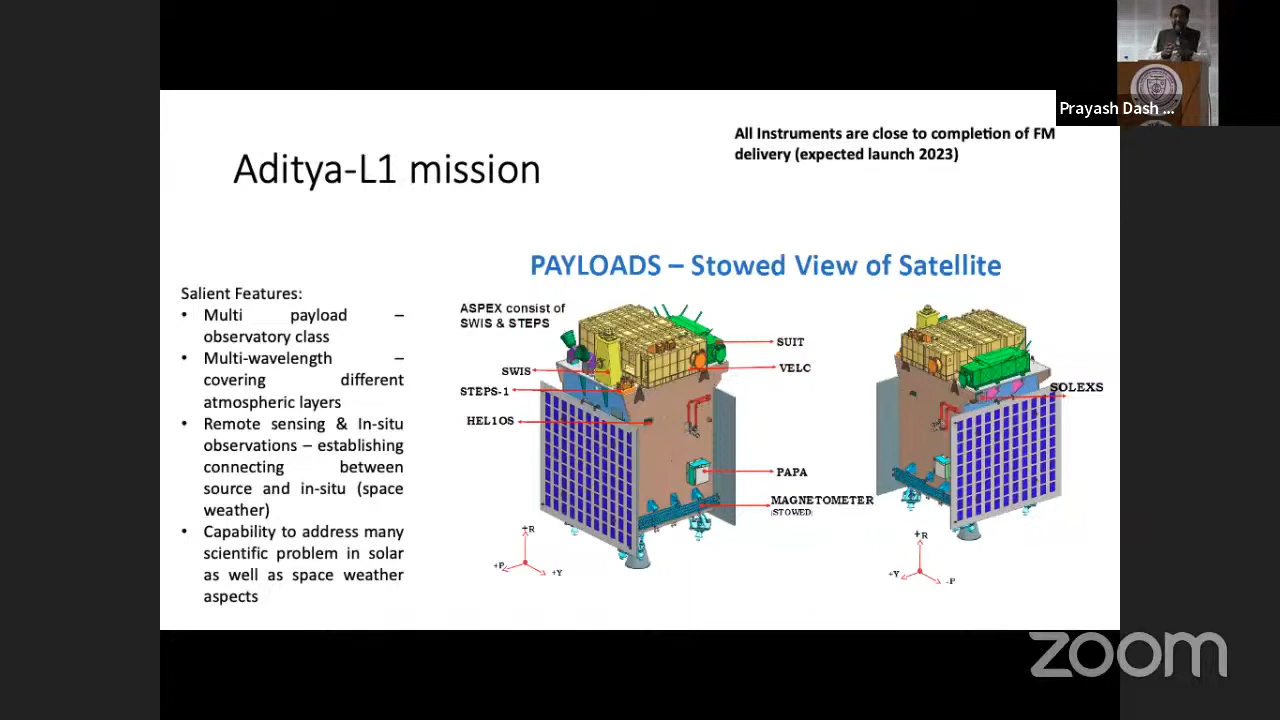 Prayash Dash ...
All Instruments are close to completion of FM
delivery (expected launch 2023)
Aditya-L1 mission
PAYLOADS – Stowed View of Satellite
Salient Features:
• Multi payload –
observatory class
• Multi-wavelength –
covering different
atmospheric layers
• Remote sensing & In-situ
observations – establishing
connecting between
source and in-situ (space
weather)
• Capability to address many
scientific problem in solar
as well as space weather
aspects
ASPEX consist of
SWIS & STEPS
SWIS
STEPS-1
HEL1OS
SUIT
VELC
PAPA
MAGNETOMETER
(STOWED)
+R
+P
+Y
SOLEXS
+R
+Y
-P
zoom